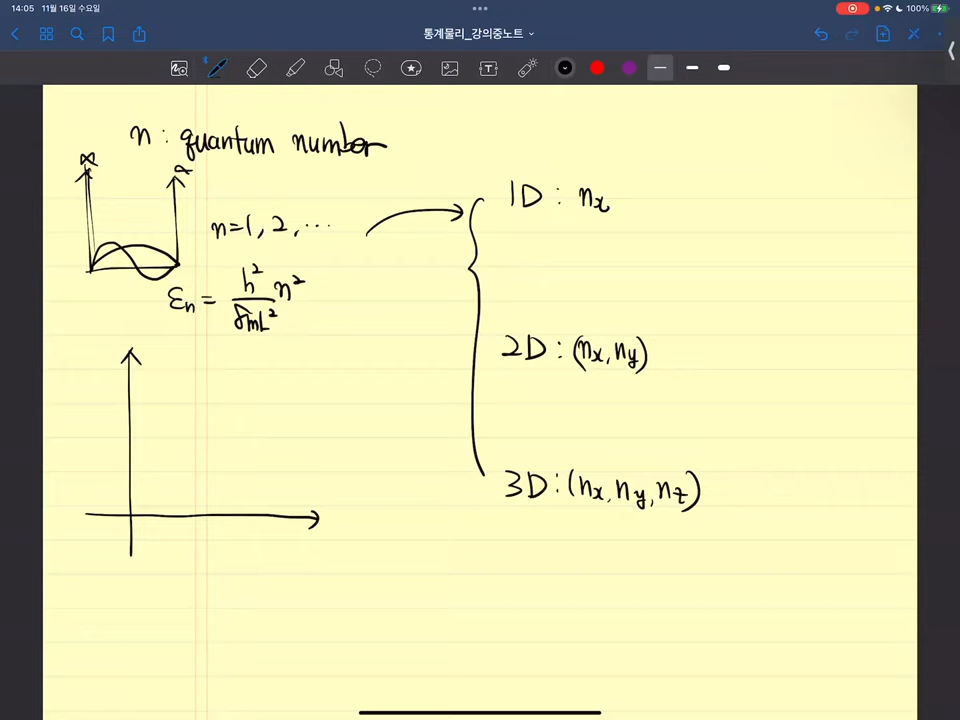 14:05 11월 16일 수요일
100%
통계물리_강의중노트
n : quantum number
∞ ∞
n=1, 2, ...
εn = h²/8mL² n²
1D : nx
2D : (nx, ny)
3D : (nx, ny, nz)